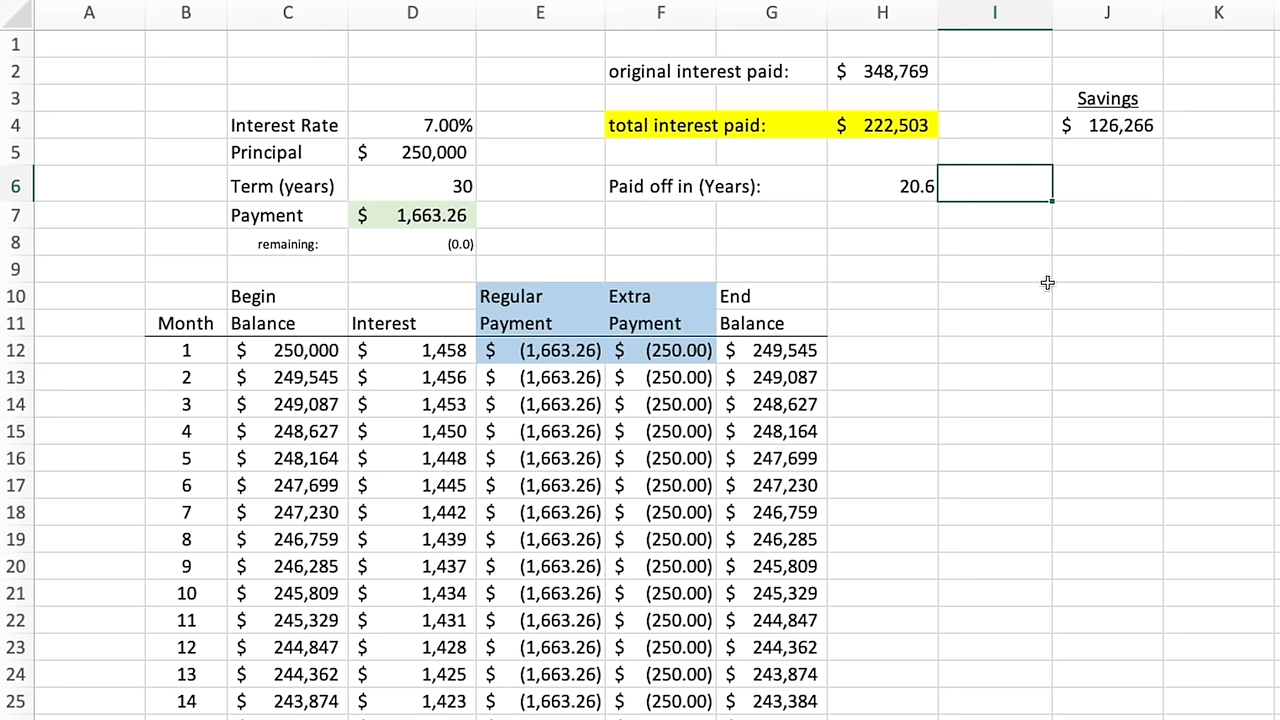 A B C D E F G H I J K
1
2 original interest paid: $ 348,769
3 Savings
4 Interest Rate 7.00% total interest paid: $ 222,503 $ 126,266
5 Principal $ 250,000
6 Term (years) 30 Paid off in (Years): 20.6
7 Payment $ 1,663.26
8 remaining: (0.0)
9
10 Begin Regular Extra End
11 Month Balance Interest Payment Payment Balance
12 1 $ 250,000 $ 1,458 $ (1,663.26) $ (250.00) $ 249,545
13 2 $ 249,545 $ 1,456 $ (1,663.26) $ (250.00) $ 249,087
14 3 $ 249,087 $ 1,453 $ (1,663.26) $ (250.00) $ 248,627
15 4 $ 248,627 $ 1,450 $ (1,663.26) $ (250.00) $ 248,164
16 5 $ 248,164 $ 1,448 $ (1,663.26) $ (250.00) $ 247,699
17 6 $ 247,699 $ 1,445 $ (1,663.26) $ (250.00) $ 247,230
18 7 $ 247,230 $ 1,442 $ (1,663.26) $ (250.00) $ 246,759
19 8 $ 246,759 $ 1,439 $ (1,663.26) $ (250.00) $ 246,285
20 9 $ 246,285 $ 1,437 $ (1,663.26) $ (250.00) $ 245,809
21 10 $ 245,809 $ 1,434 $ (1,663.26) $ (250.00) $ 245,329
22 11 $ 245,329 $ 1,431 $ (1,663.26) $ (250.00) $ 244,847
23 12 $ 244,847 $ 1,428 $ (1,663.26) $ (250.00) $ 244,362
24 13 $ 244,362 $ 1,425 $ (1,663.26) $ (250.00) $ 243,874
25 14 $ 243,874 $ 1,423 $ (1,663.26) $ (250.00) $ 243,384